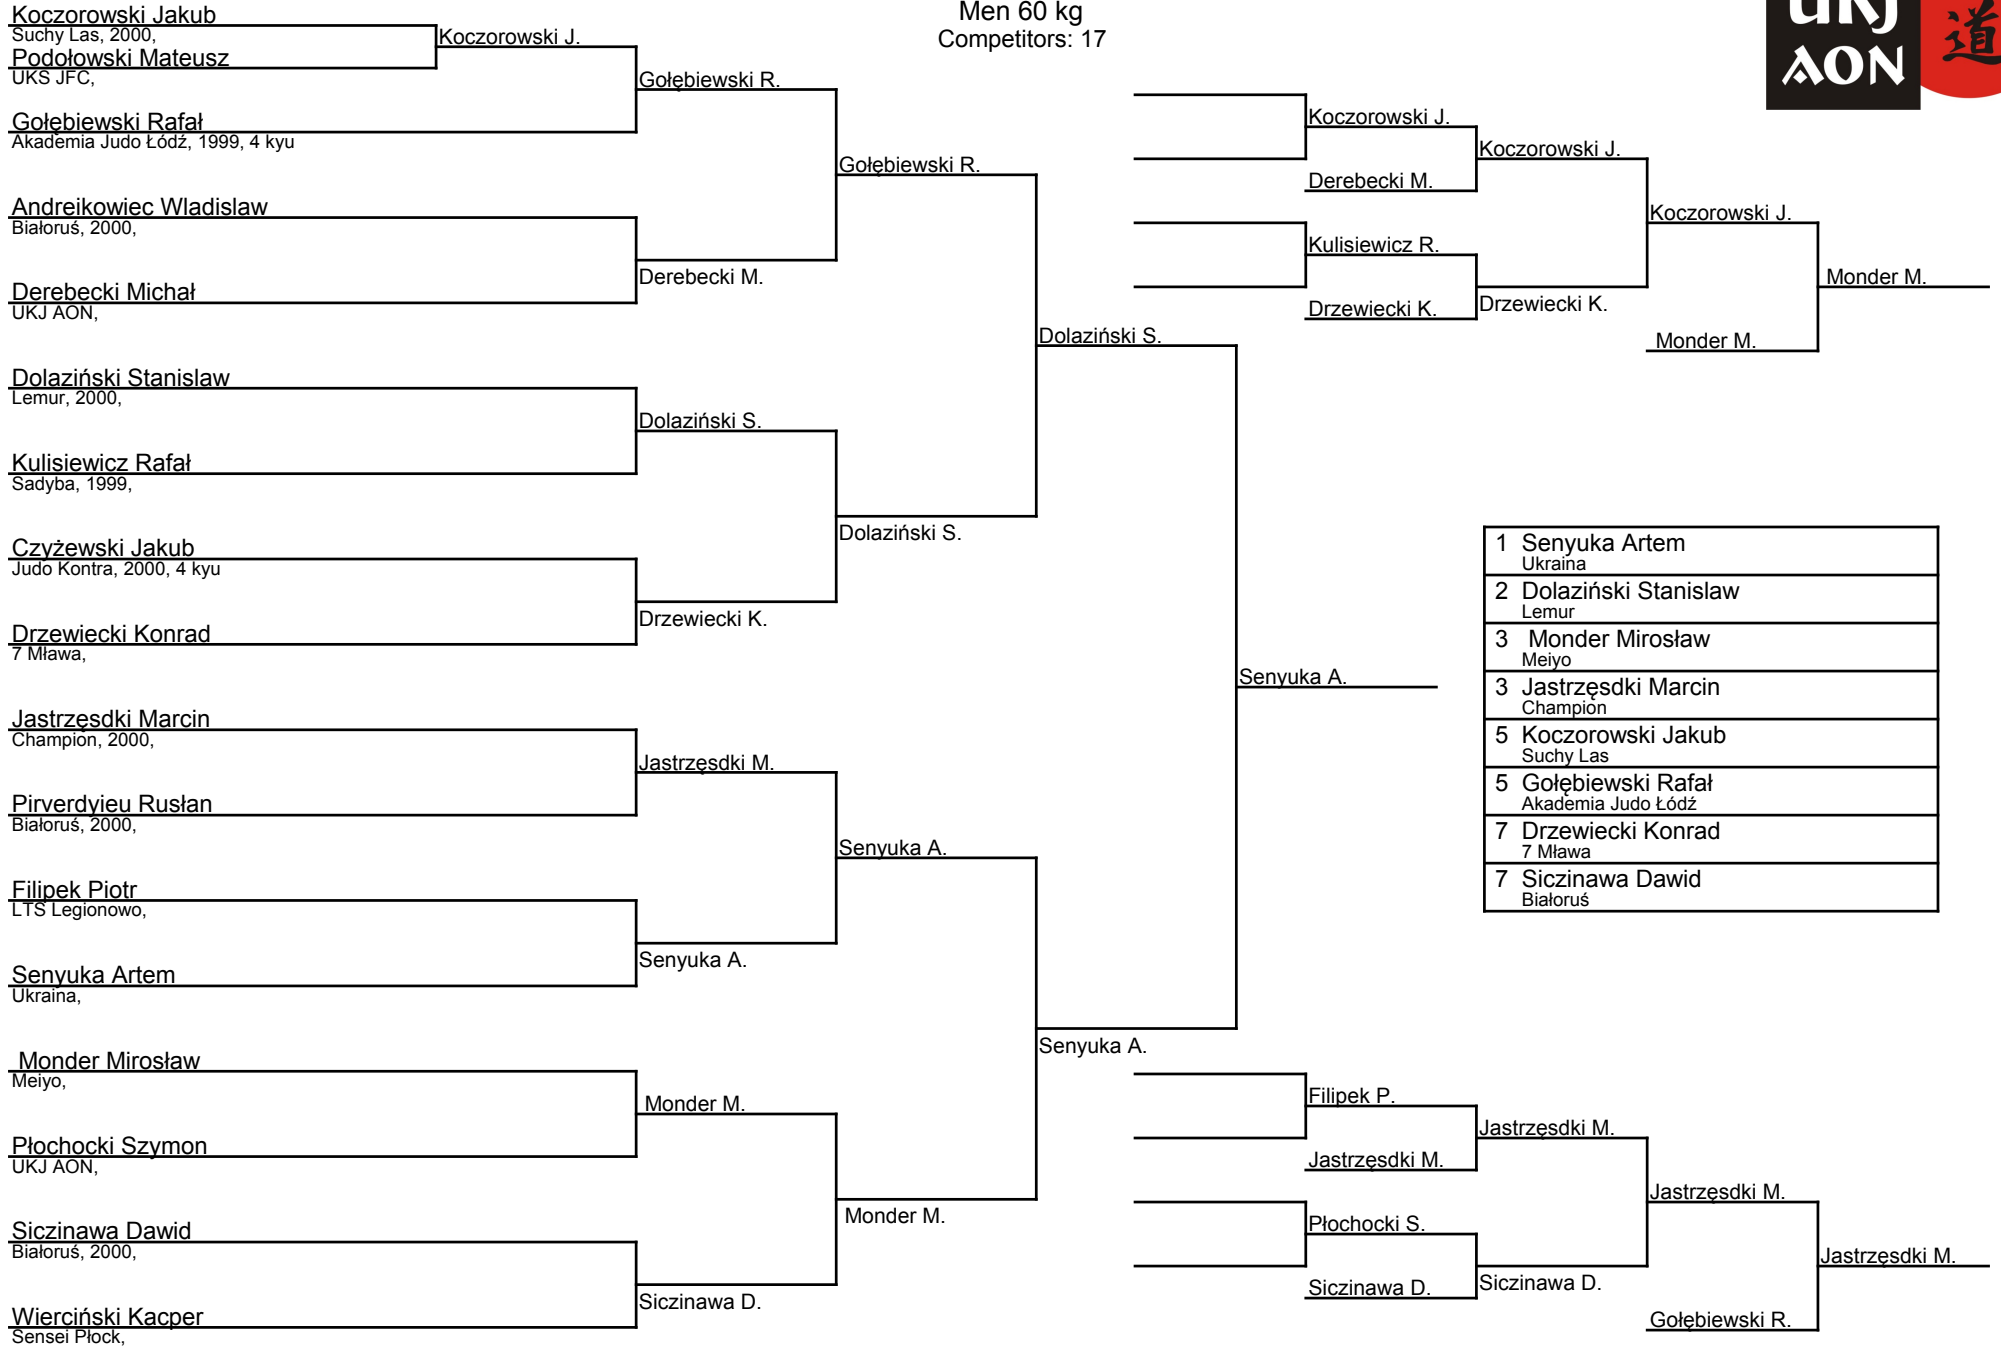 Men 60 kg
Competitors: 17
UKJ
AON
道
Koczorowski Jakub
Suchy Las, 2000,
Podołowski Mateusz
UKS JFC,
Gołębiewski Rafał
Akademia Judo Łódź, 1999, 4 kyu
Andreikowiec Wladislaw
Białoruś, 2000,
Derebecki Michał
UKJ AON,
Dolaziński Stanislaw
Lemur, 2000,
Kulisiewicz Rafał
Sadyba, 1999,
Czyżewski Jakub
Judo Kontra, 2000, 4 kyu
Drzewiecki Konrad
7 Mława,
Jastrzęsdki Marcin
Champion, 2000,
Pirverdyieu Rusłan
Białoruś, 2000,
Filipek Piotr
LTS Legionowo,
Senyuka Artem
Ukraina,
Monder Mirosław
Meiyo,
Płochocki Szymon
UKJ AON,
Siczinawa Dawid
Białoruś, 2000,
Wierciński Kacper
Sensei Płock,
Koczorowski J.
Gołębiewski R.
Derebecki M.
Dolaziński S.
Drzewiecki K.
Jastrzęsdki M.
Senyuka A.
Monder M.
Siczinawa D.
Gołębiewski R.
Dolaziński S.
Senyuka A.
Monder M.
Dolaziński S.
Senyuka A.
Senyuka A.
Koczorowski J.
Derebecki M.
Kulisiewicz R.
Drzewiecki K.
Koczorowski J.
Drzewiecki K.
Koczorowski J.
Monder M.
Monder M.
1 Senyuka Artem
Ukraina
2 Dolaziński Stanislaw
Lemur
3 Monder Mirosław
Meiyo
3 Jastrzęsdki Marcin
Champion
5 Koczorowski Jakub
Suchy Las
5 Gołębiewski Rafał
Akademia Judo Łódź
7 Drzewiecki Konrad
7 Mława
7 Siczinawa Dawid
Białoruś
Filipek P.
Jastrzęsdki M.
Płochocki S.
Siczinawa D.
Jastrzęsdki M.
Siczinawa D.
Jastrzęsdki M.
Gołębiewski R.
Jastrzęsdki M.